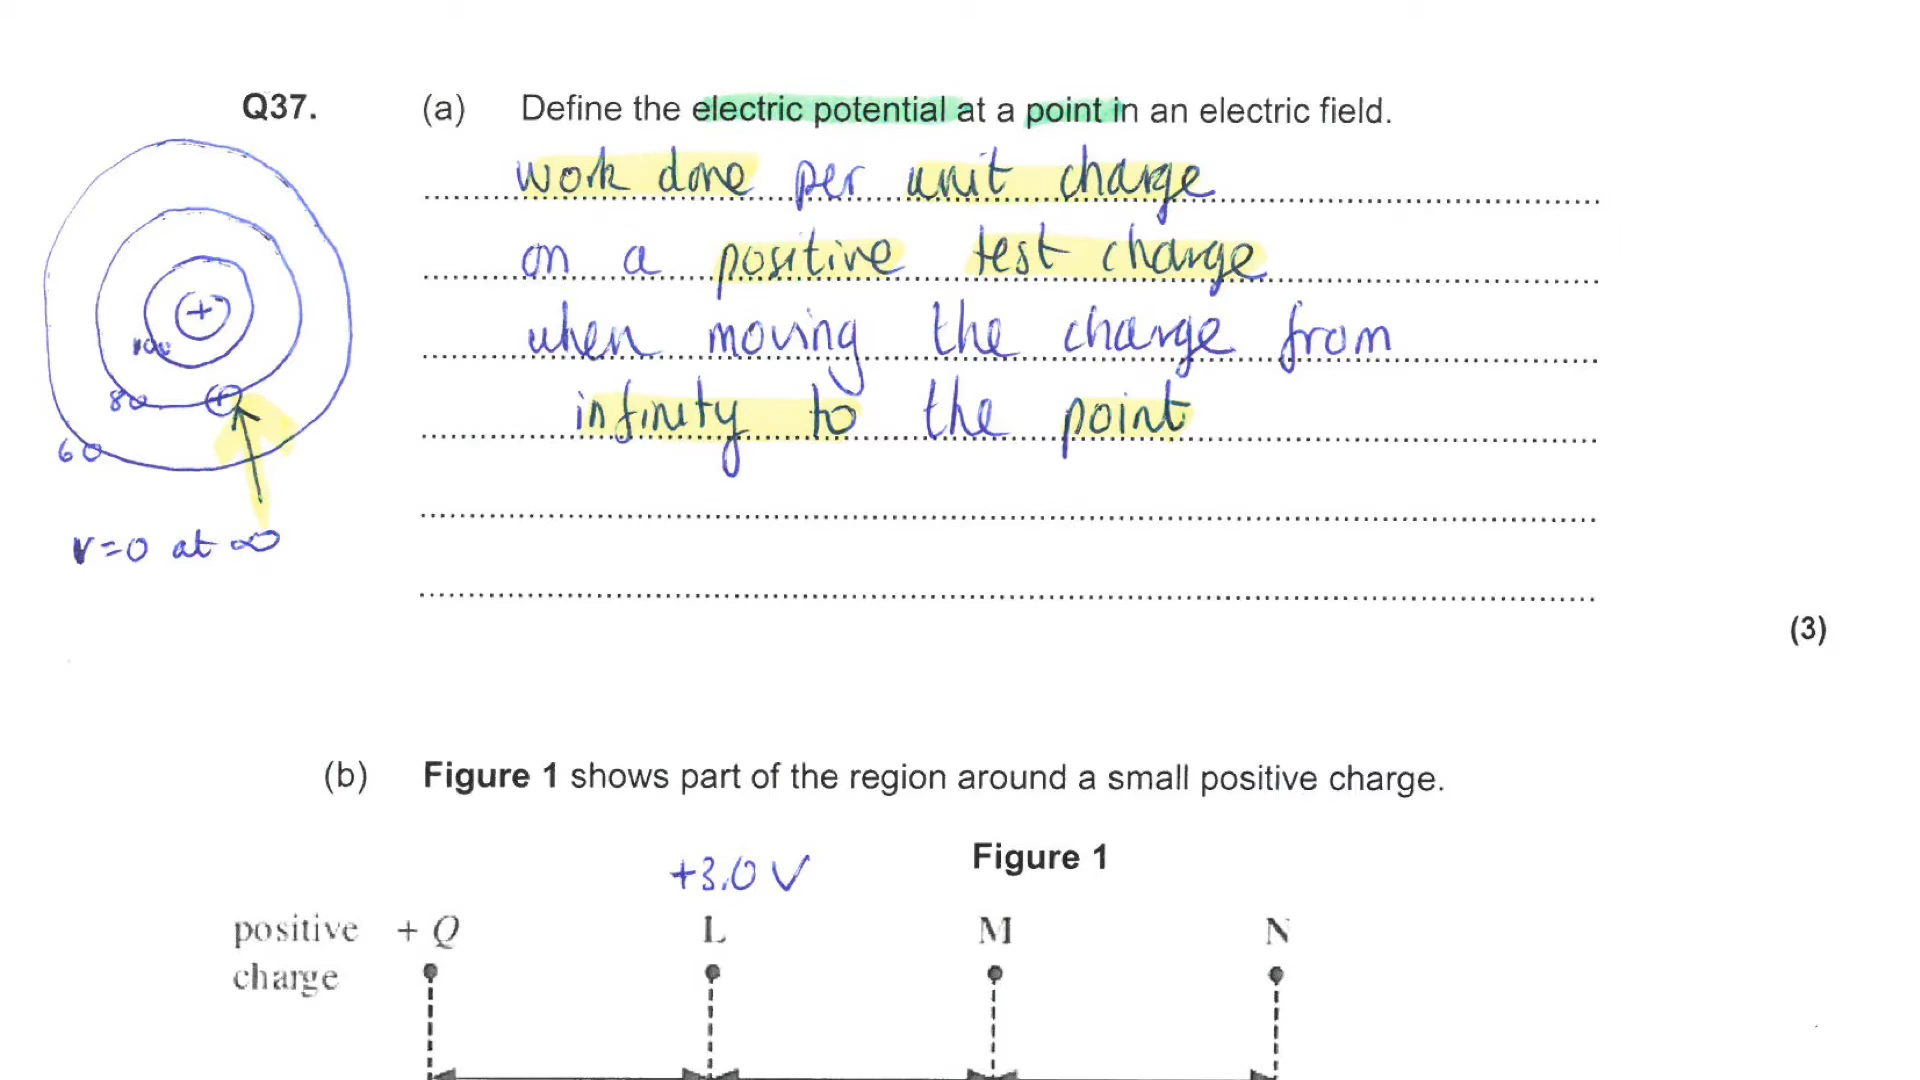 Q37. (a) Define the electric potential at a point in an electric field.
work done per unit charge
on a positive test charge
when moving the charge from
infinity to the point
+
100
80 +
60
V=0 at ∞
(3)
(b) Figure 1 shows part of the region around a small positive charge.
Figure 1
+3.0 V
positive charge + Q L M N